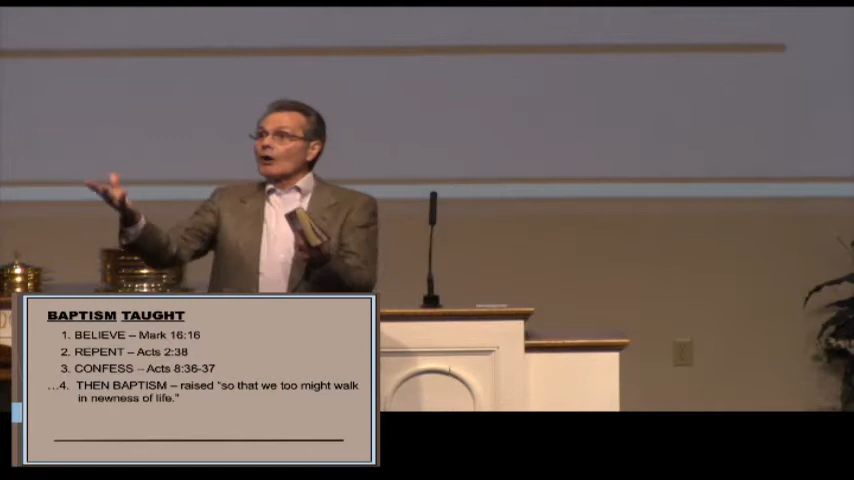 BAPTISM TAUGHT
1. BELIEVE – Mark 16:16
2. REPENT – Acts 2:38
3. CONFESS – Acts 8:36-37
...4. THEN BAPTISM – raised "so that we too might walk
in newness of life."